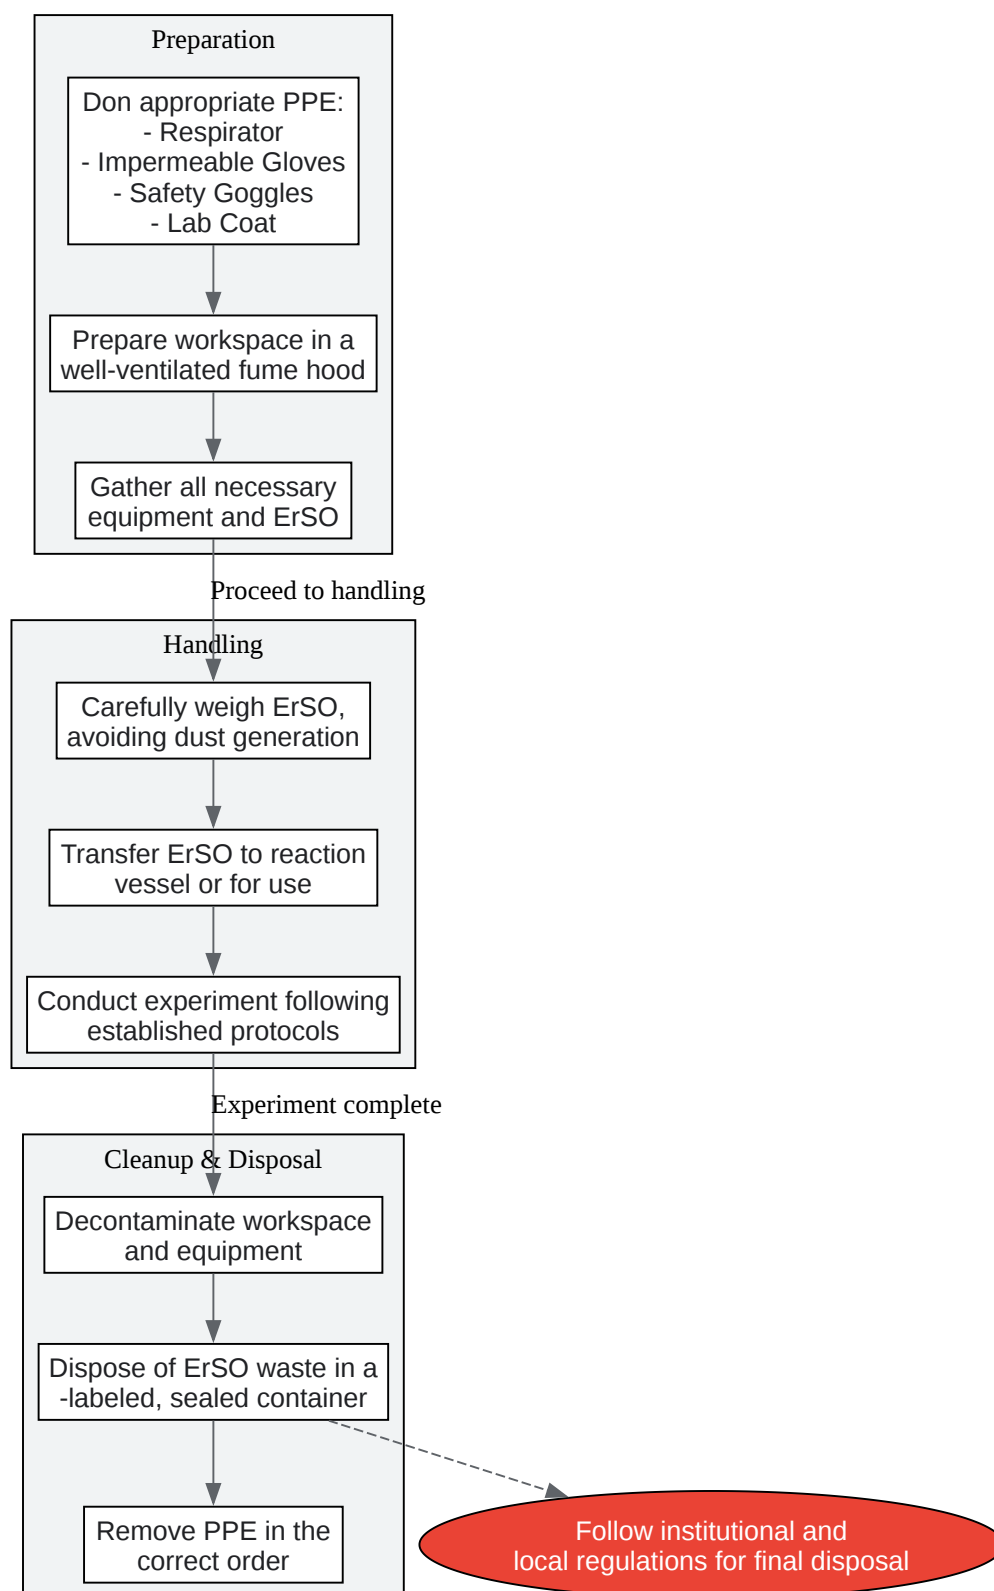 Preparation
Don appropriate PPE:
- Respirator
- Impermeable Gloves
- Safety Goggles
- Lab Coat
Prepare workspace in a
well-ventilated fume hood
Gather all necessary
equipment and ErSO
Proceed to handling
Handling
Carefully weigh ErSO,
avoiding dust generation
Transfer ErSO to reaction
vessel or for use
Conduct experiment following
established protocols
Experiment complete
Cleanup & Disposal
Decontaminate workspace
and equipment
Dispose of ErSO waste in a
-labeled, sealed container
Remove PPE in the
correct order
Follow institutional and
local regulations for final disposal